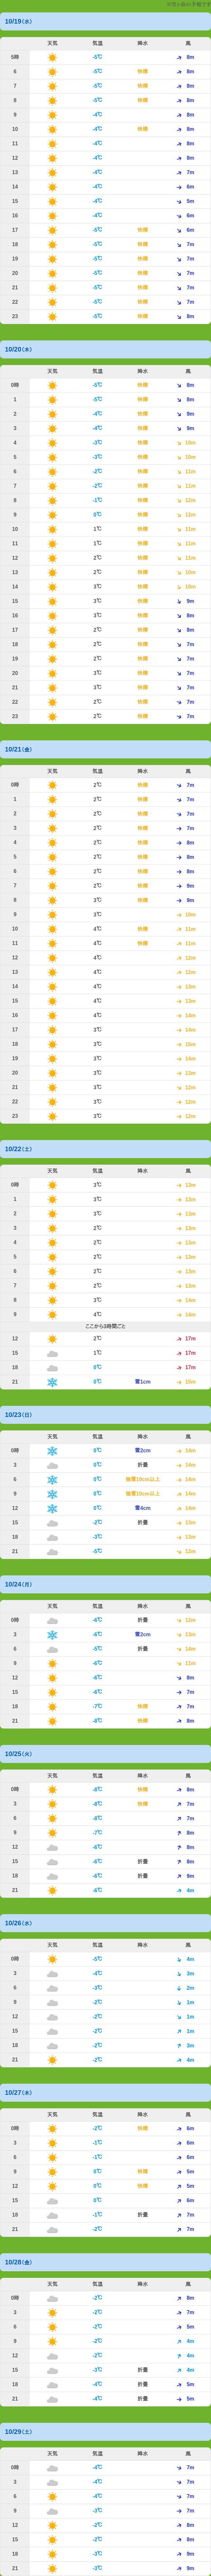 10/19(水)
天気 気温 降水 風
5時 -5℃ 8m
6 -5℃ 快晴 8m
7 -5℃ 快晴 8m
8 -5℃ 快晴 8m
9 -4℃ 8m
10 -4℃ 快晴 8m
11 -4℃ 8m
12 -4℃ 8m
13 -4℃ 7m
14 -4℃ 6m
15 -4℃ 5m
16 -4℃ 6m
17 -5℃ 快晴 6m
18 -5℃ 快晴 7m
19 -5℃ 快晴 7m
20 -5℃ 快晴 7m
21 -5℃ 快晴 7m
22 -5℃ 快晴 7m
23 -5℃ 快晴 8m
10/20(木)
天気 気温 降水 風
0時 -5℃ 快晴 8m
1 -5℃ 快晴 8m
2 -4℃ 快晴 9m
3 -4℃ 快晴 9m
4 -3℃ 快晴 10m
5 -3℃ 快晴 10m
6 -2℃ 快晴 11m
7 -2℃ 快晴 11m
8 -1℃ 快晴 12m
9 0℃ 快晴 12m
10 1℃ 快晴 11m
11 1℃ 快晴 11m
12 2℃ 快晴 11m
13 2℃ 快晴 10m
14 3℃ 快晴 10m
15 3℃ 快晴 9m
16 3℃ 快晴 8m
17 2℃ 快晴 8m
18 2℃ 快晴 7m
19 2℃ 快晴 7m
20 3℃ 快晴 7m
21 3℃ 快晴 7m
22 2℃ 快晴 7m
23 2℃ 快晴 7m
10/21(金)
天気 気温 降水 風
0時 2℃ 快晴 7m
1 2℃ 快晴 7m
2 2℃ 快晴 7m
3 2℃ 快晴 7m
4 2℃ 快晴 8m
5 2℃ 快晴 8m
6 2℃ 快晴 8m
7 2℃ 快晴 9m
8 3℃ 快晴 9m
9 3℃ 10m
10 4℃ 快晴 11m
11 4℃ 快晴 11m
12 4℃ 12m
13 4℃ 12m
14 4℃ 13m
15 4℃ 13m
16 4℃ 14m
17 3℃ 14m
18 3℃ 15m
19 3℃ 14m
20 3℃ 13m
21 3℃ 12m
22 3℃ 12m
23 3℃ 12m
10/22(土)
天気 気温 降水 風
0時 3℃ 13m
1 3℃ 13m
2 3℃ 13m
3 2℃ 13m
4 2℃ 13m
5 2℃ 13m
6 2℃ 13m
7 2℃ 13m
8 3℃ 14m
9 4℃ 14m
ここから3時間ごと
12 2℃ 17m
15 1℃ 17m
18 0℃ 17m
21 0℃ 雪1cm 15m
10/23(日)
天気 気温 降水 風
0時 0℃ 雪2cm 14m
3 0℃ 折曇 14m
6 0℃ 強雪10cm以上 14m
9 0℃ 強雪10cm以上 14m
12 0℃ 雪4cm 14m
15 -2℃ 折曇 13m
18 -3℃ 12m
21 -5℃ 12m
10/24(月)
天気 気温 降水 風
0時 -6℃ 折曇 12m
3 -6℃ 雪2cm 13m
6 -5℃ 折曇 14m
9 -6℃ 11m
12 -6℃ 8m
15 -6℃ 7m
18 -7℃ 快晴 7m
21 -8℃ 快晴 8m
10/25(火)
天気 気温 降水 風
0時 -8℃ 快晴 8m
3 -8℃ 快晴 7m
6 -8℃ 7m
9 -7℃ 8m
12 -6℃ 8m
15 -6℃ 折曇 8m
18 -6℃ 折曇 9m
21 -6℃ 4m
10/26(水)
天気 気温 降水 風
0時 -5℃ 4m
3 -4℃ 3m
6 -3℃ 2m
9 -2℃ 1m
12 -2℃ 1m
15 -2℃ 1m
18 -2℃ 3m
21 -2℃ 4m
10/27(木)
天気 気温 降水 風
0時 -2℃ 快晴 6m
3 -1℃ 6m
6 -1℃ 6m
9 0℃ 快晴 5m
12 0℃ 快晴 5m
15 0℃ 6m
18 -1℃ 折曇 7m
21 -2℃ 7m
10/28(金)
天気 気温 降水 風
0時 -2℃ 8m
3 -2℃ 7m
6 -2℃ 5m
9 -2℃ 4m
12 -2℃ 4m
15 -3℃ 折曇 4m
18 -4℃ 折曇 5m
21 -4℃ 折曇 5m
10/29(土)
天気 気温 降水 風
0時 -4℃ 7m
3 -4℃ 7m
6 -4℃ 7m
9 -3℃ 7m
12 -2℃ 8m
15 -2℃ 8m
18 -3℃ 9m
21 -3℃ 9m